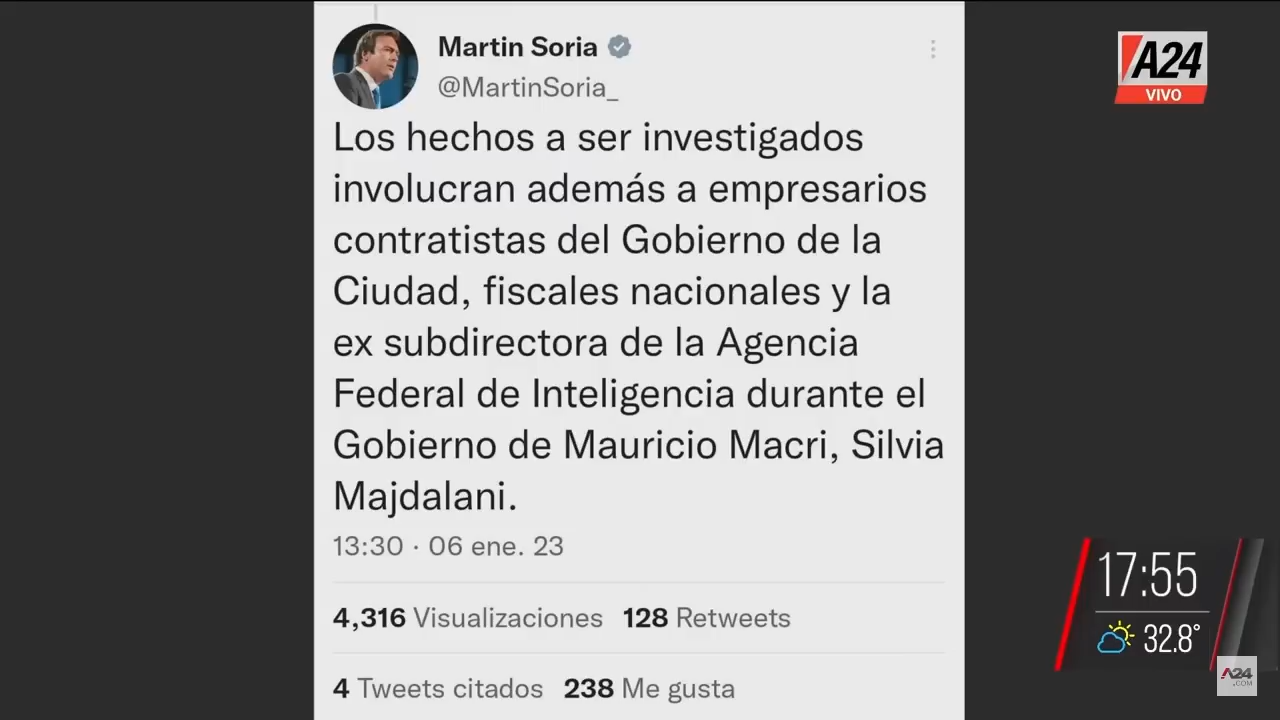 Martin Soria
@MartinSoria_
Los hechos a ser investigados
involucran además a empresarios
contratistas del Gobierno de la
Ciudad, fiscales nacionales y la
ex subdirectora de la Agencia
Federal de Inteligencia durante el
Gobierno de Mauricio Macri, Silvia
Majdalani.
13:30 · 06 ene. 23
4,316 Visualizaciones 128 Retweets
4 Tweets citados 238 Me gusta
A24
VIVO
17:55
32.8°
A24
.COM